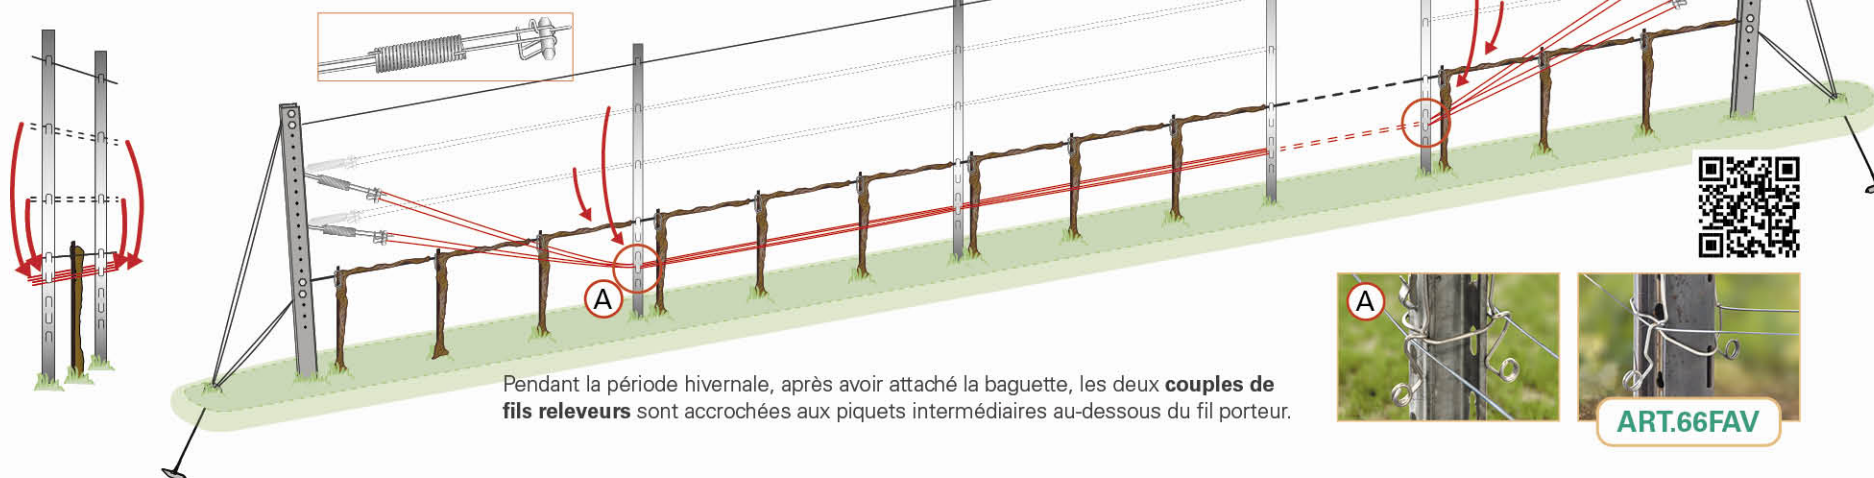 A
Pendant la période hivernale, après avoir attaché la baguette, les deux couples de
fils releveurs sont accrochées aux piquets intermédiaires au-dessous du fil porteur.
A
ART.66FAV